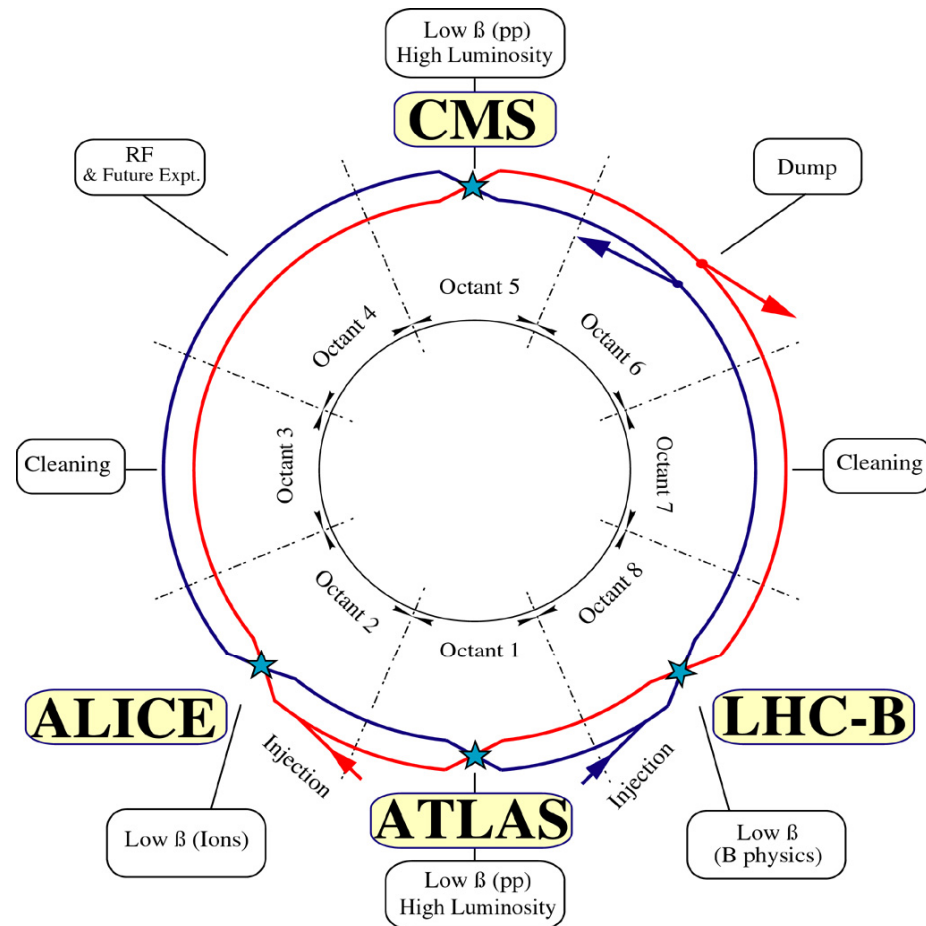 Low ß (pp)
High Luminosity
CMS
RF
& Future Expt.
Dump
Octant 5
Octant 4
Octant 6
Cleaning
Octant 3
Octant 7
Cleaning
Octant 2
Octant 8
Octant 1
ALICE
LHC-B
Injection
Injection
ATLAS
Low ß (Ions)
Low ß
(B physics)
Low ß (pp)
High Luminosity